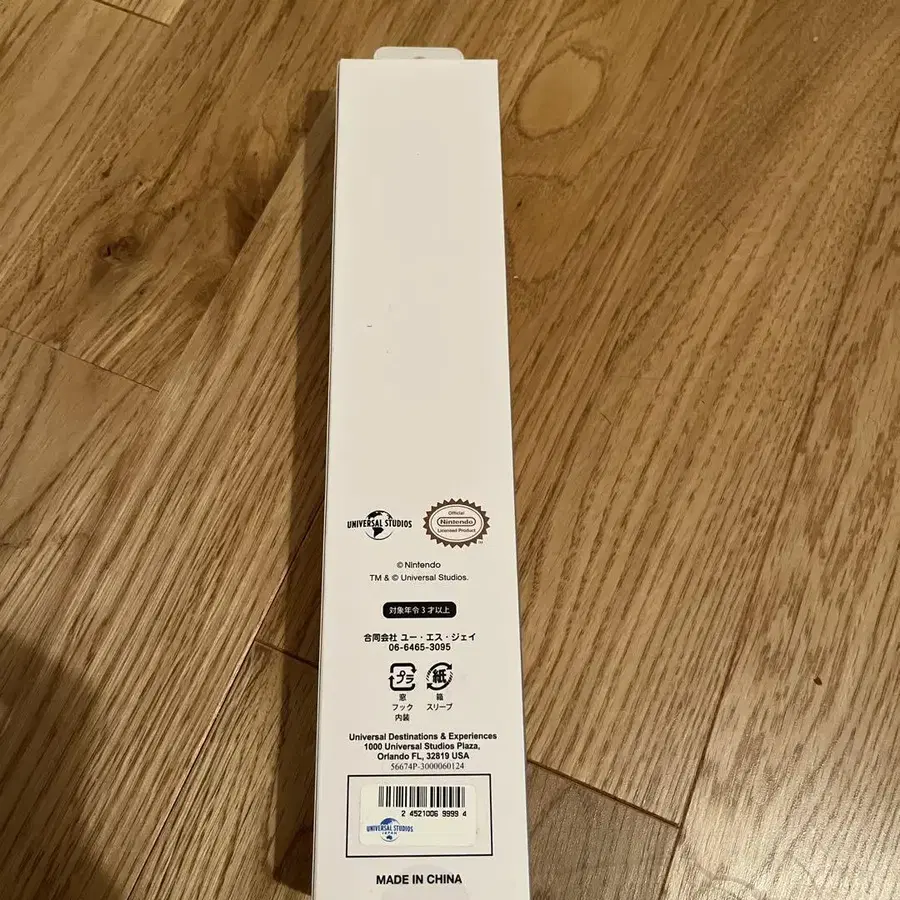 UNIVERSAL STUDIOS
Official
Nintendo
Licensed Product
TM
© Nintendo
TM & © Universal Studios.
対象年令3才以上
合同会社 ユー・エス・ジェイ
06-6465-3095
プラ
紙
窓
フック
内装
箱
スリーブ
Universal Destinations & Experiences
1000 Universal Studios Plaza,
Orlando FL, 32819 USA
56674P-3000060124
2 4521006 9999 4
UNIVERSAL STUDIOS
JAPAN
MADE IN CHINA